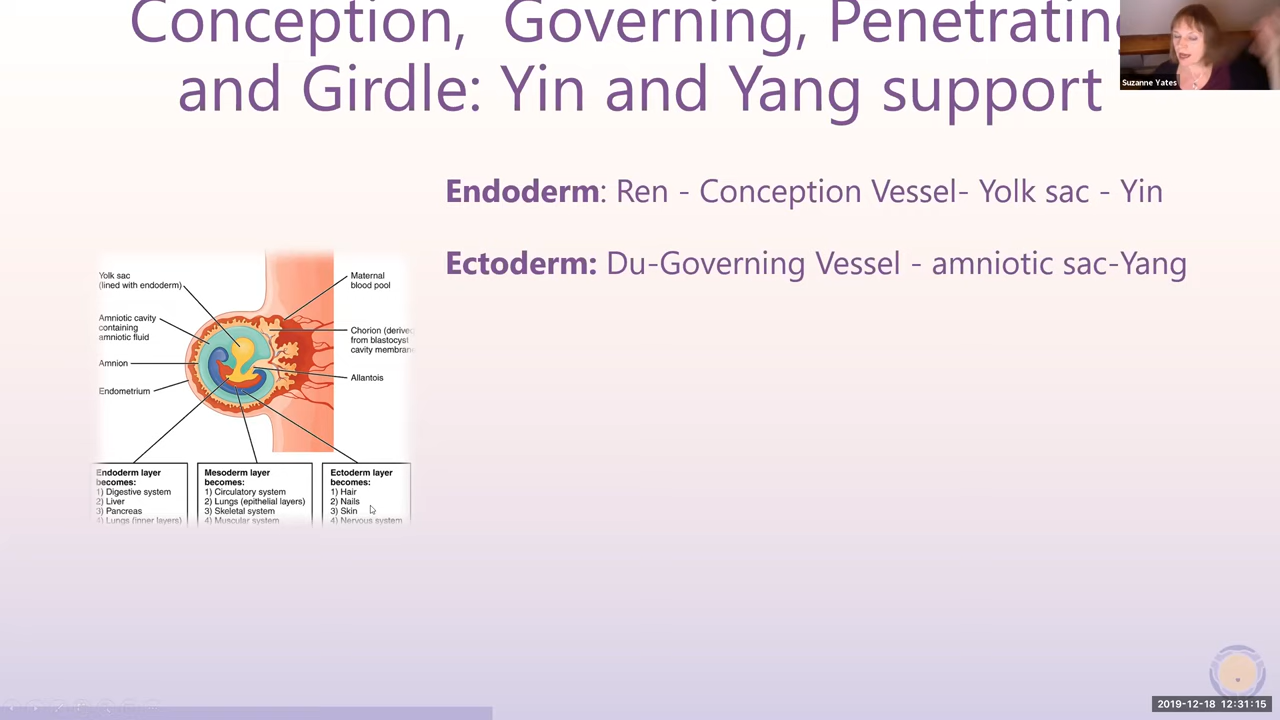 Conception, Governing, Penetrating
and Girdle: Yin and Yang support
Suzanne Yates
Endoderm: Ren - Conception Vessel- Yolk sac - Yin
Ectoderm: Du-Governing Vessel - amniotic sac-Yang
Yolk sac
(lined with endoderm)
Amniotic cavity
containing
amniotic fluid
Amnion
Endometrium
Maternal
blood pool
Chorion (derived
from blastocyst
cavity membrane
Allantois
Endoderm layer
becomes:
1) Digestive system
2) Liver
3) Pancreas
4) Lungs (inner layers)
Mesoderm layer
becomes:
1) Circulatory system
2) Lungs (epithelial layers)
3) Skeletal system
4) Muscular system
Ectoderm layer
becomes:
1) Hair
2) Nails
3) Skin
4) Nervous system
2019-12-18 12:31:15